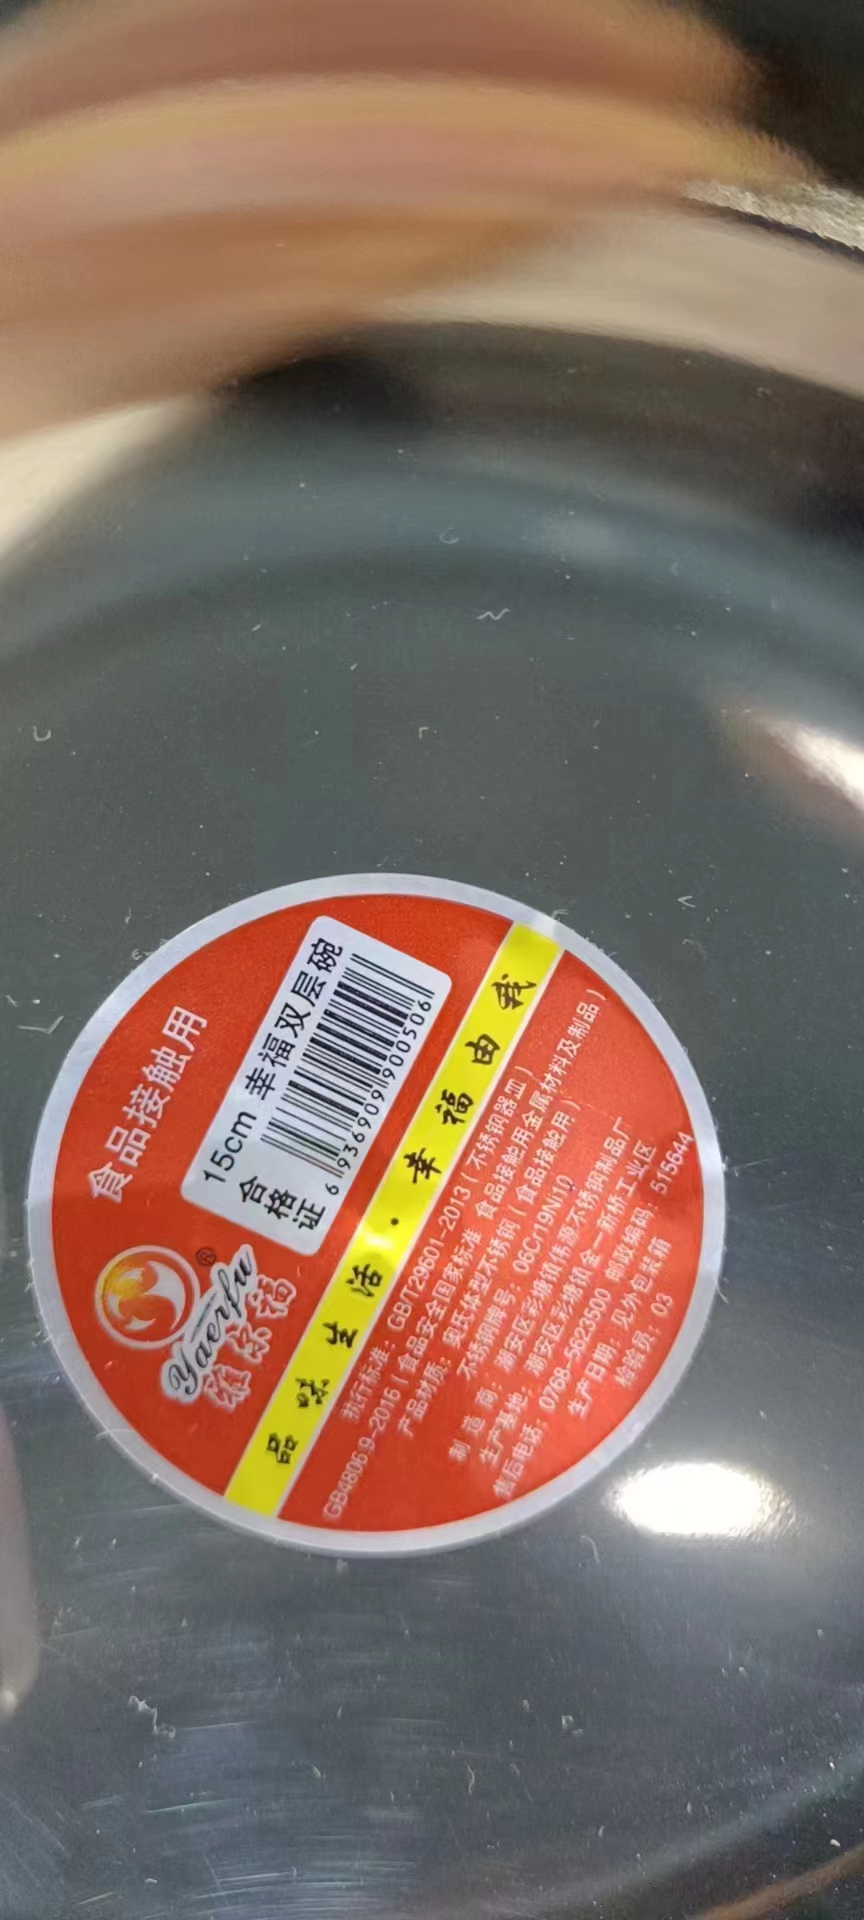 食品接触用
15cm 幸福双层碗
合格证
6936909900506
Yaerfu®
雅尔福
品味生活·幸福由我
执行标准: GB/T29601-2013(不锈钢器皿)
GB4806.9-2016(食品安全国家标准 食品接触用金属材料及制品)
产品材质: 奥氏体型不锈钢(食品接触用)
不锈钢牌号: 06Cr19Ni10
制造商: 潮安区彩塘镇伟源不锈钢制品厂
生产基地: 潮安区彩塘镇金一新桥工业区
售后电话: 0768-5623500 邮政编码: 515644
生产日期: 见外包装箱
检验员: 03